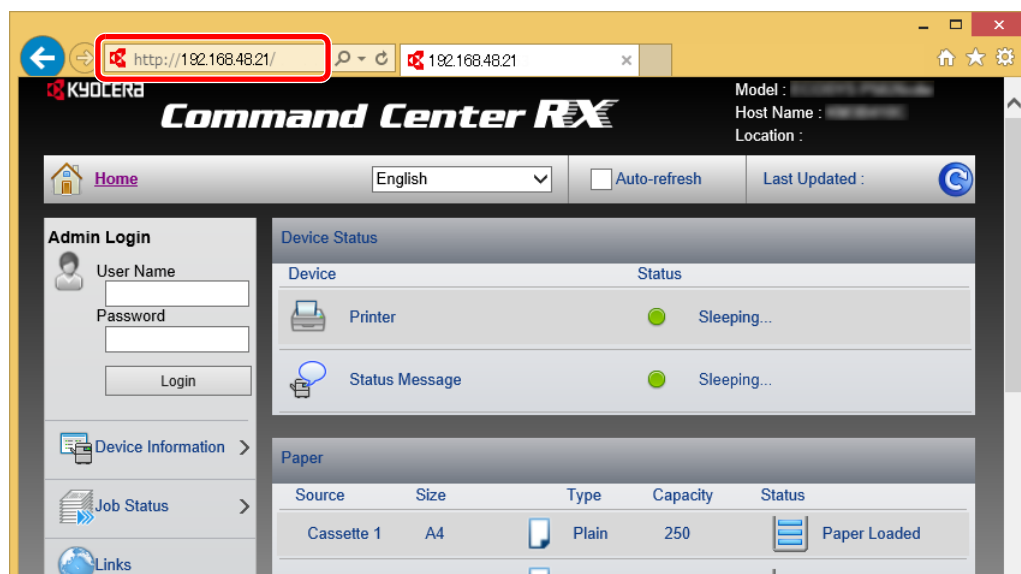 http://192.168.48.21/
192.168.48.21
KYOCERA
Command Center RX
Model :
Host Name :
Location :
Home
English
Auto-refresh
Last Updated :
Admin Login
User Name
Password
Login
Device Information
Job Status
Links
Device Status
Device Status
Printer Sleeping...
Status Message Sleeping...
Paper
Source Size Type Capacity Status
Cassette 1 A4 Plain 250 Paper Loaded